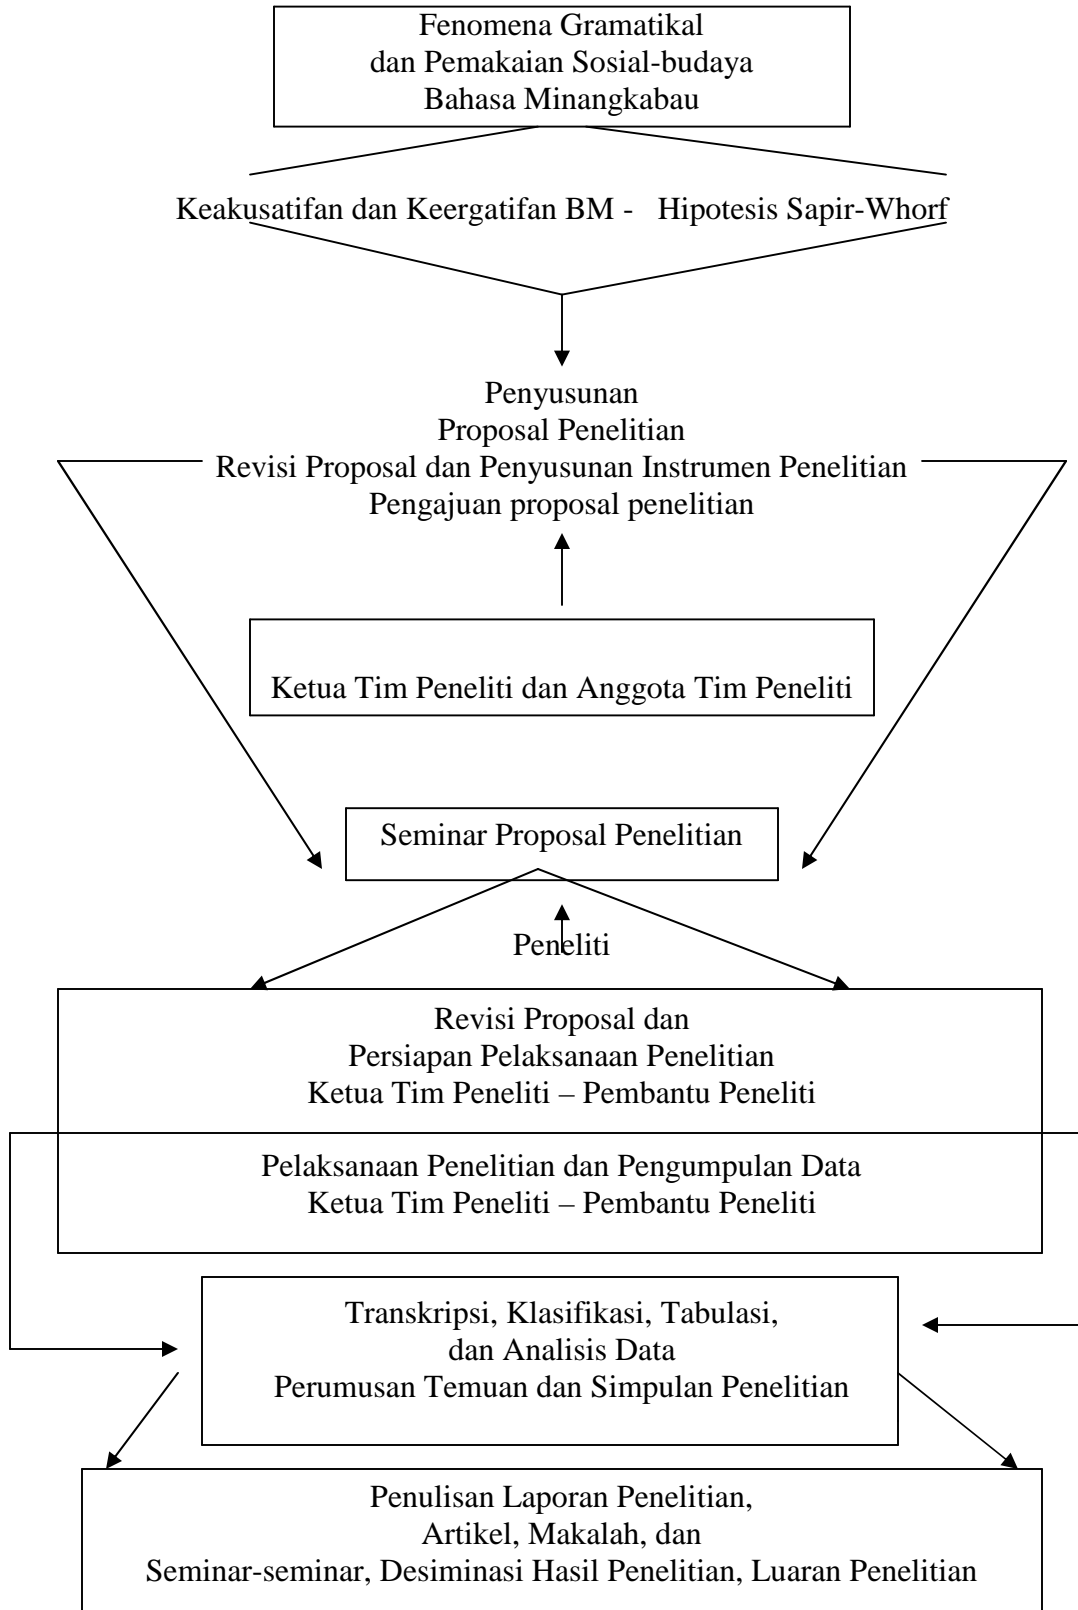 Fenomena Gramatikal
dan Pemakaian Sosial-budaya
Bahasa Minangkabau
Keakusatifan dan Keergatifan BM - Hipotesis Sapir-Whorf
Penyusunan
Proposal Penelitian
Revisi Proposal dan Penyusunan Instrumen Penelitian
Pengajuan proposal penelitian
Ketua Tim Peneliti dan Anggota Tim Peneliti
Seminar Proposal Penelitian
Peneliti
Revisi Proposal dan
Persiapan Pelaksanaan Penelitian
Ketua Tim Peneliti – Pembantu Peneliti
Pelaksanaan Penelitian dan Pengumpulan Data
Ketua Tim Peneliti – Pembantu Peneliti
Transkripsi, Klasifikasi, Tabulasi,
dan Analisis Data
Perumusan Temuan dan Simpulan Penelitian
Penulisan Laporan Penelitian,
Artikel, Makalah, dan
Seminar-seminar, Desiminasi Hasil Penelitian, Luaran Penelitian